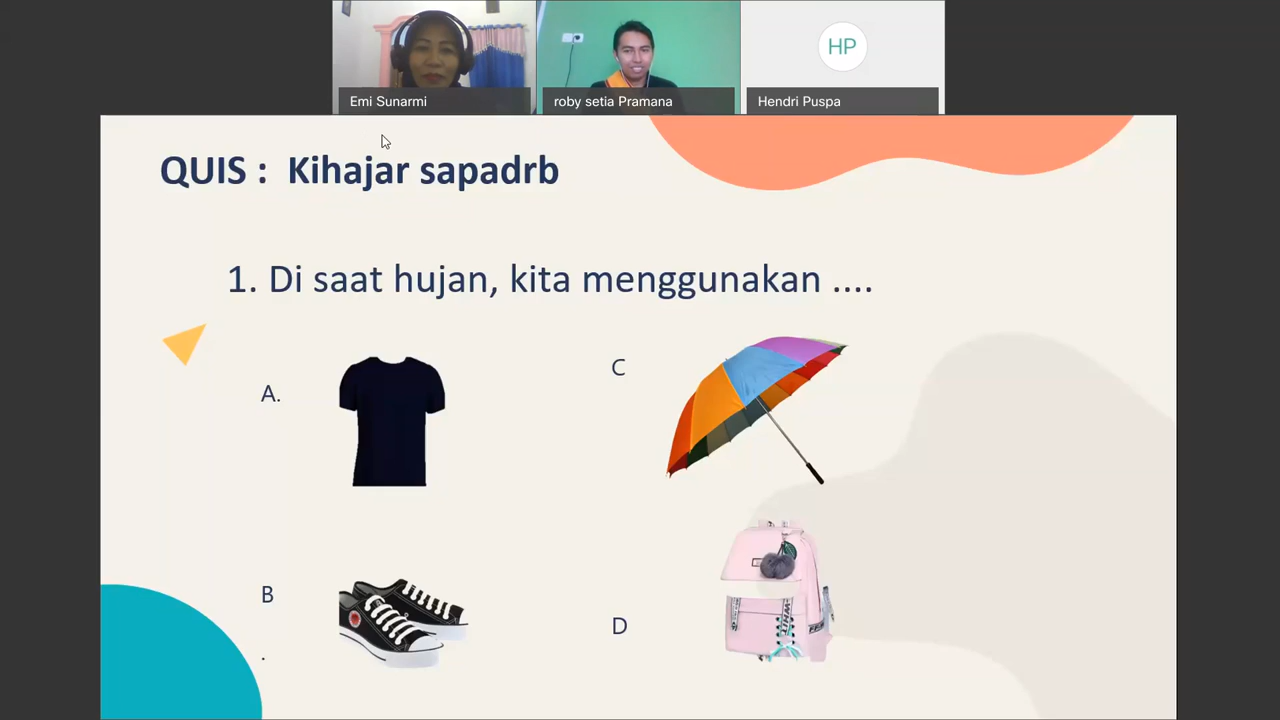 Emi Sunarmi
roby setia Pramana
HP
Hendri Puspa
QUIS : Kihajar sapadrb
1. Di saat hujan, kita menggunakan ....
A.
C
B
.
D